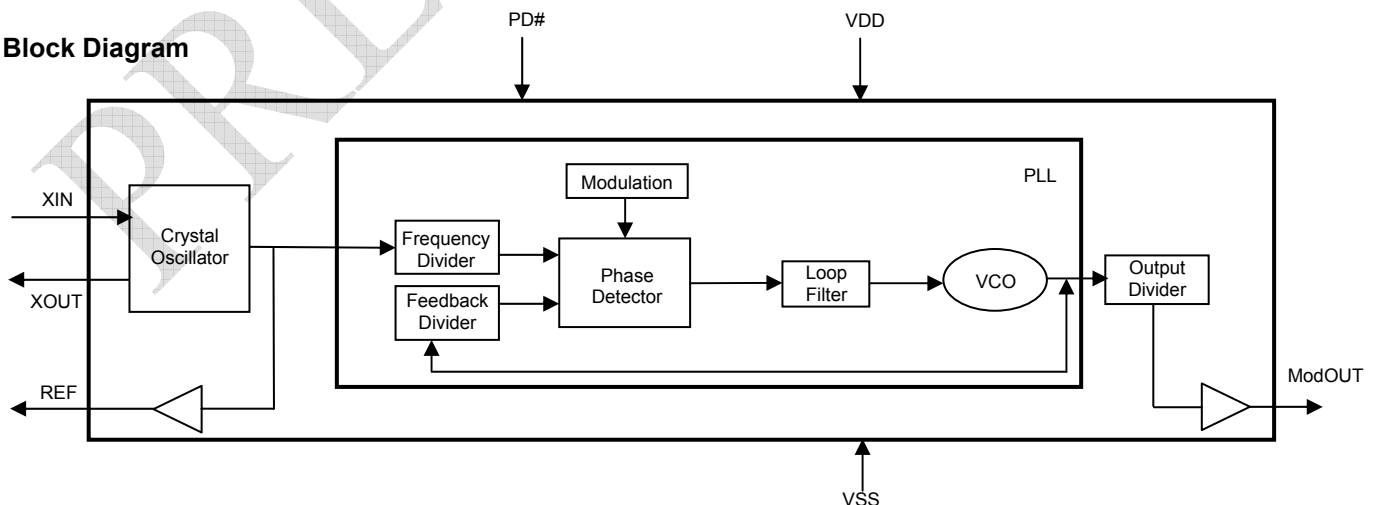 PD#
VDD
Block Diagram
PLL
Modulation
XIN
Crystal
Oscillator
Frequency
Divider
Phase
Detector
Loop
Filter
VCO
Output
Divider
Feedback
Divider
XOUT
REF
ModOUT
VSS